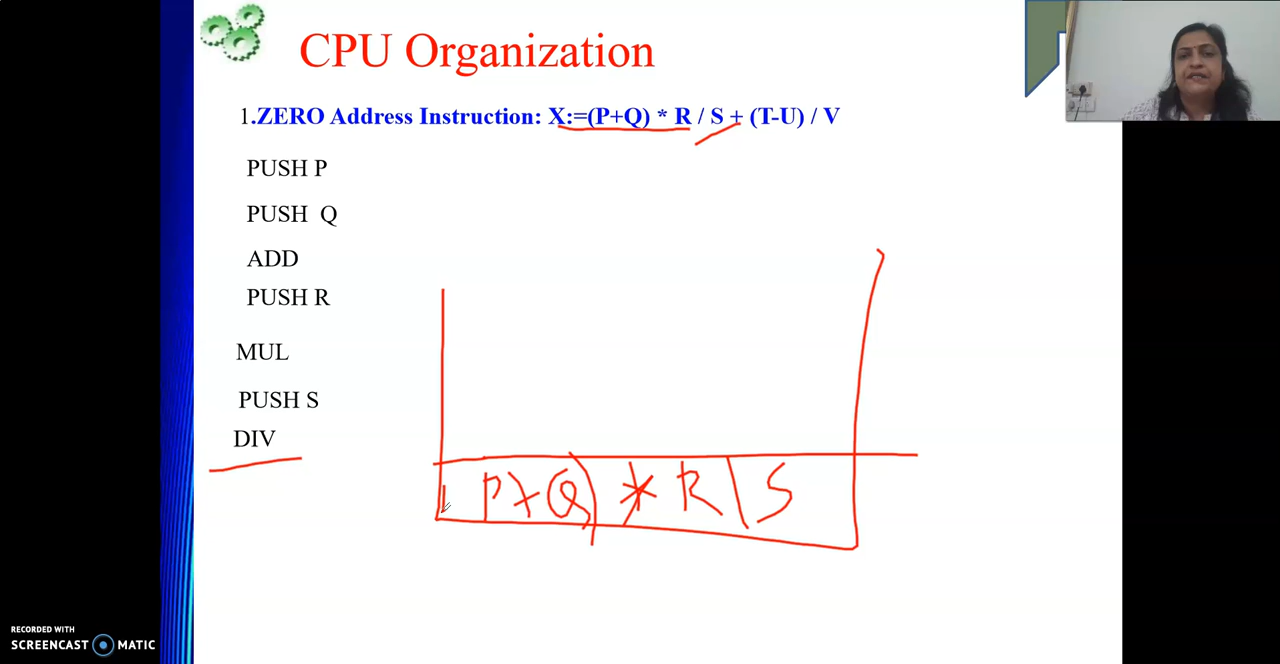 CPU Organization
1.ZERO Address Instruction: X:=(P+Q) * R / S + (T-U) / V
PUSH P
PUSH Q
ADD
PUSH R
MUL
PUSH S
DIV
P+Q) * R \ S
RECORDED WITH
SCREENCAST MATIC